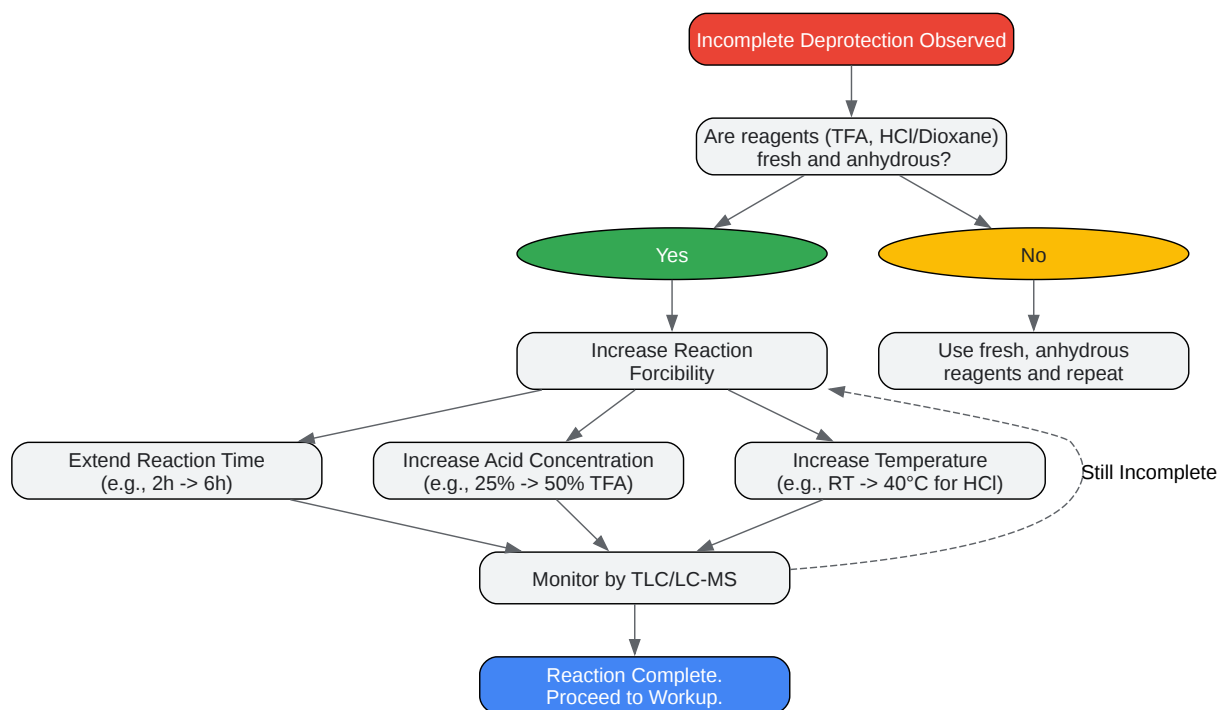 Incomplete Deprotection Observed
Are reagents (TFA, HCl/Dioxane)
fresh and anhydrous?
Yes
No
Increase Reaction
Forcibility
Use fresh, anhydrous
reagents and repeat
Extend Reaction Time
(e.g., 2h -> 6h)
Increase Acid Concentration
(e.g., 25% -> 50% TFA)
Increase Temperature
(e.g., RT -> 40°C for HCl)
Still Incomplete
Monitor by TLC/LC-MS
Reaction Complete.
Proceed to Workup.